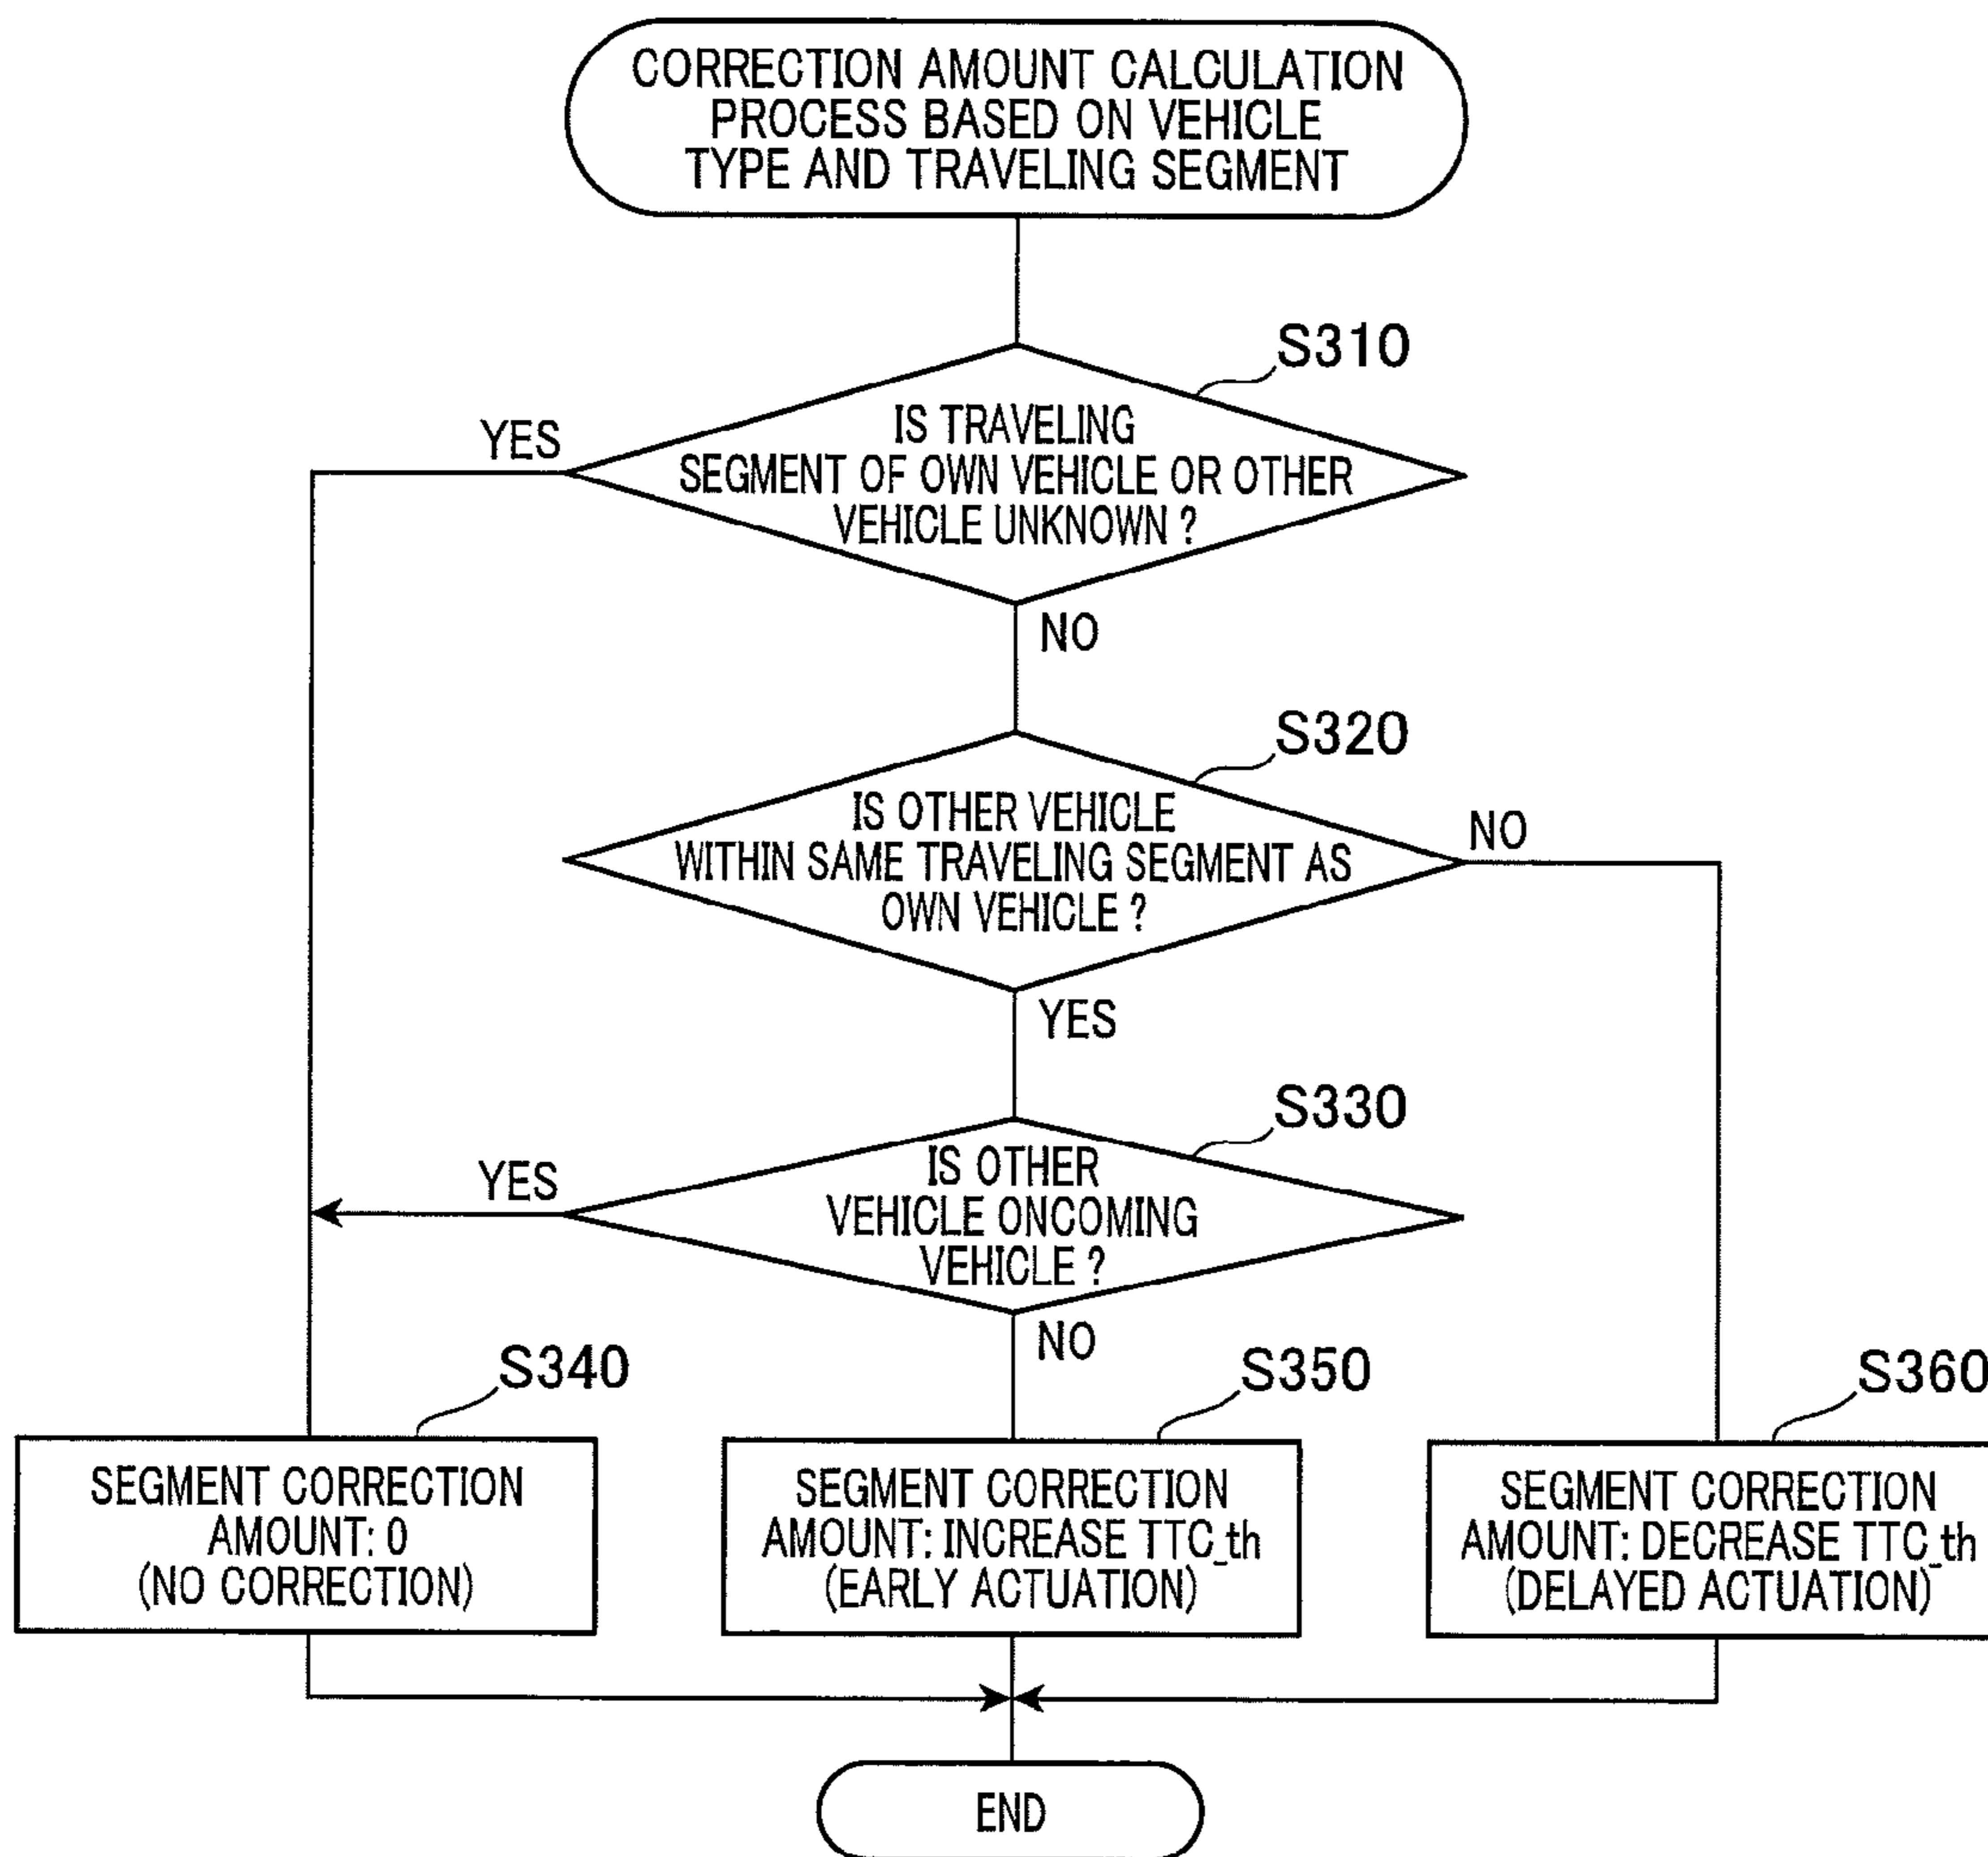 CORRECTION AMOUNT CALCULATION
PROCESS BASED ON VEHICLE
TYPE AND TRAVELING SEGMENT
S310
IS TRAVELING
SEGMENT OF OWN VEHICLE OR OTHER
VEHICLE UNKNOWN ?
YES
NO
S320
IS OTHER VEHICLE
WITHIN SAME TRAVELING SEGMENT AS
OWN VEHICLE ?
NO
YES
S330
IS OTHER
VEHICLE ONCOMING
VEHICLE ?
YES
NO
S340
SEGMENT CORRECTION
AMOUNT: 0
(NO CORRECTION)
S350
SEGMENT CORRECTION
AMOUNT: INCREASE TTC_th
(EARLY ACTUATION)
S360
SEGMENT CORRECTION
AMOUNT: DECREASE TTC_th
(DELAYED ACTUATION)
END